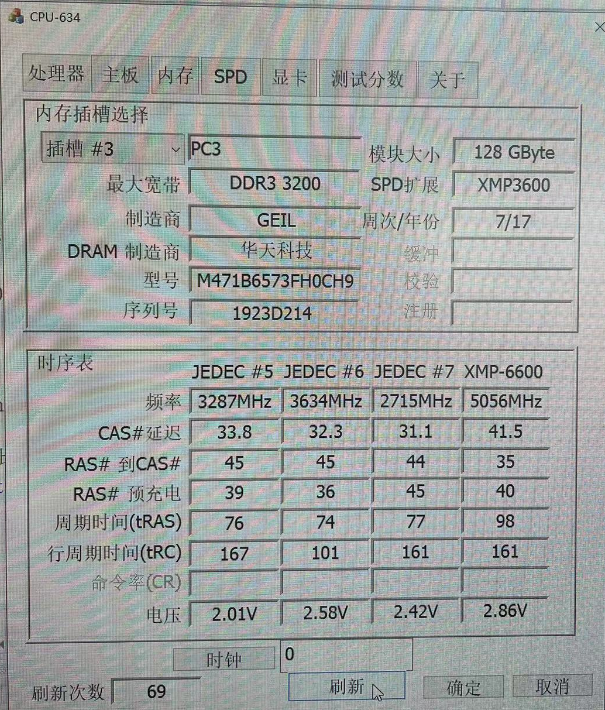 CPU-634
处理器 主板 内存 SPD 显卡 测试分数 关于
内存插槽选择
插槽 #3 PC3 模块大小 128 GByte
最大宽带 DDR3 3200 SPD扩展 XMP3600
制造商 GEIL 周次/年份 7/17
DRAM 制造商 华天科技 缓冲
型号 M471B6573FH0CH9 校验
序列号 1923D214 注册
时序表
JEDEC #5 JEDEC #6 JEDEC #7 XMP-6600
频率 3287MHz 3634MHz 2715MHz 5056MHz
CAS#延迟 33.8 32.3 31.1 41.5
RAS# 到CAS# 45 45 44 35
RAS# 预充电 39 36 45 40
周期时间(tRAS) 76 74 77 98
行周期时间(tRC) 167 101 161 161
命令率(CR)
电压 2.01V 2.58V 2.42V 2.86V
时钟 0
刷新次数 69 刷新 确定 取消